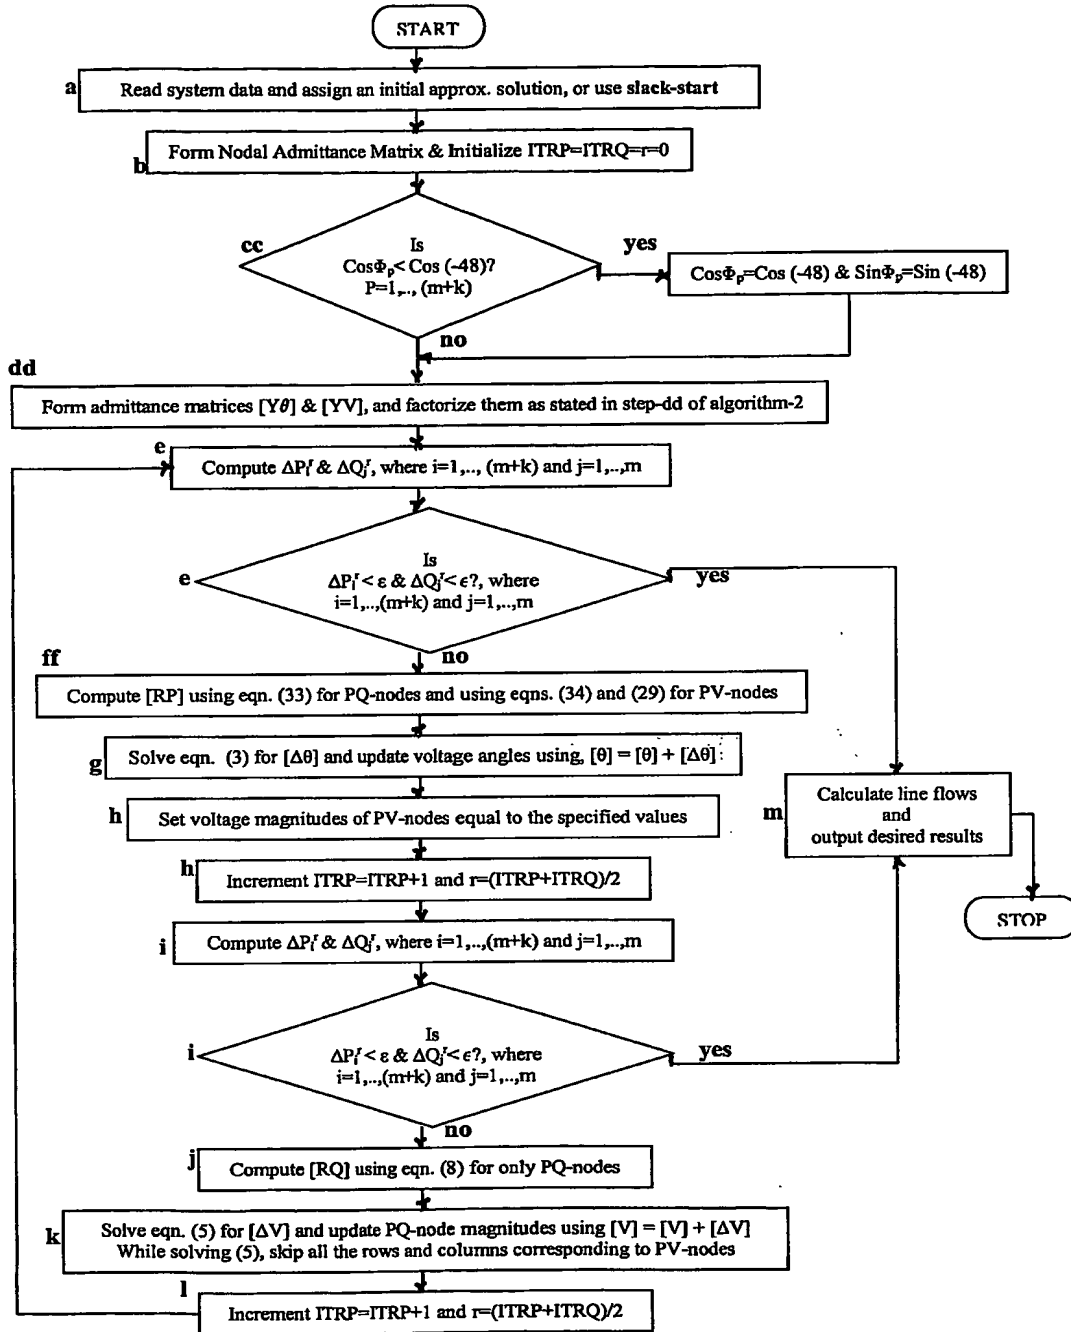 START
a
Read system data and assign an initial approx. solution, or use slack-start
b
Form Nodal Admittance Matrix & Initialize ITRP=ITRQ=r=0
cc
Is
CosΦp< Cos (-48)?
P=1,.., (m+k)
yes
CosΦp=Cos (-48) & SinΦp=Sin (-48)
no
dd
Form admittance matrices [Yθ] & [YV], and factorize them as stated in step-dd of algorithm-2
e
Compute ΔPiʳ & ΔQjʳ, where i=1,.., (m+k) and j=1,..,m
e
Is
ΔPiʳ< ε & ΔQjʳ< ϵ?, where
i=1,..,(m+k) and j=1,..,m
yes
no
ff
Compute [RP] using eqn. (33) for PQ-nodes and using eqns. (34) and (29) for PV-nodes
g
Solve eqn. (3) for [Δθ] and update voltage angles using, [θ] = [θ] + [Δθ]
h
Set voltage magnitudes of PV-nodes equal to the specified values
m
Calculate line flows
and
output desired results
h
Increment ITRP=ITRP+1 and r=(ITRP+ITRQ)/2
STOP
i
Compute ΔPiʳ & ΔQjʳ, where i=1,..,(m+k) and j=1,..,m
i
Is
ΔPiʳ< ε & ΔQjʳ< ϵ?, where
i=1,..,(m+k) and j=1,..,m
yes
no
j
Compute [RQ] using eqn. (8) for only PQ-nodes
k
Solve eqn. (5) for [ΔV] and update PQ-node magnitudes using [V] = [V] + [ΔV]
While solving (5), skip all the rows and columns corresponding to PV-nodes
l
Increment ITRP=ITRP+1 and r=(ITRP+ITRQ)/2